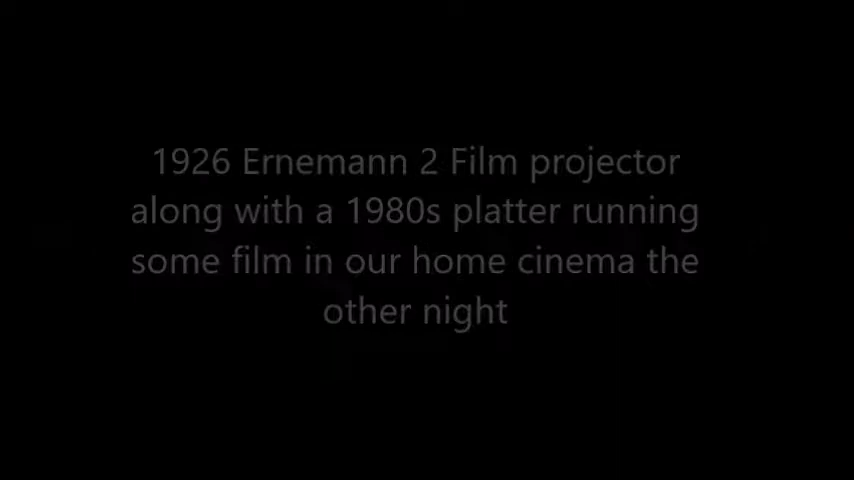 1926 Ernemann 2 Film projector
along with a 1980s platter running
some film in our home cinema the
other night